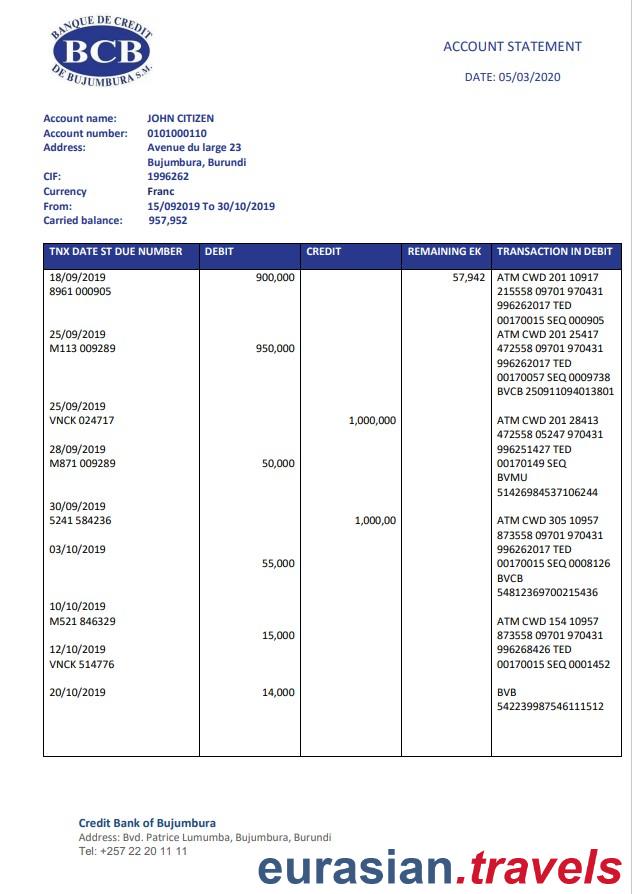 BANQUE DE CREDIT
BCB
DE BUJUMBURA S.M.
ACCOUNT STATEMENT
DATE: 05/03/2020
Account name: JOHN CITIZEN
Account number: 0101000110
Address: Avenue du large 23
Bujumbura, Burundi
CIF: 1996262
Currency Franc
From: 15/092019 To 30/10/2019
Carried balance: 957,952
TNX DATE ST DUE NUMBER DEBIT CREDIT REMAINING EK TRANSACTION IN DEBIT
18/09/2019 900,000 57,942 ATM CWD 201 10917
8961 000905 215558 09701 970431
996262017 TED
00170015 SEQ 000905
25/09/2019 ATM CWD 201 25417
M113 009289 950,000 472558 09701 970431
996262017 TED
00170057 SEQ 0009738
BVCB 250911094013801
25/09/2019
VNCK 024717 1,000,000 ATM CWD 201 28413
472558 05247 970431
28/09/2019 996251427 TED
M871 009289 50,000 00170149 SEQ
BVMU
51426984537106244
30/09/2019
5241 584236 1,000,00 ATM CWD 305 10957
873558 09701 970431
03/10/2019 996262017 TED
55,000 00170015 SEQ 0008126
BVCB
54812369700215436
10/10/2019
M521 846329 ATM CWD 154 10957
15,000 873558 09701 970431
12/10/2019 996268426 TED
VNCK 514776 00170015 SEQ 0001452
20/10/2019 14,000 BVB
542239987546111512
Credit Bank of Bujumbura
Address: Bvd. Patrice Lumumba, Bujumbura, Burundi
Tel: +257 22 20 11 11
eurasian.travels